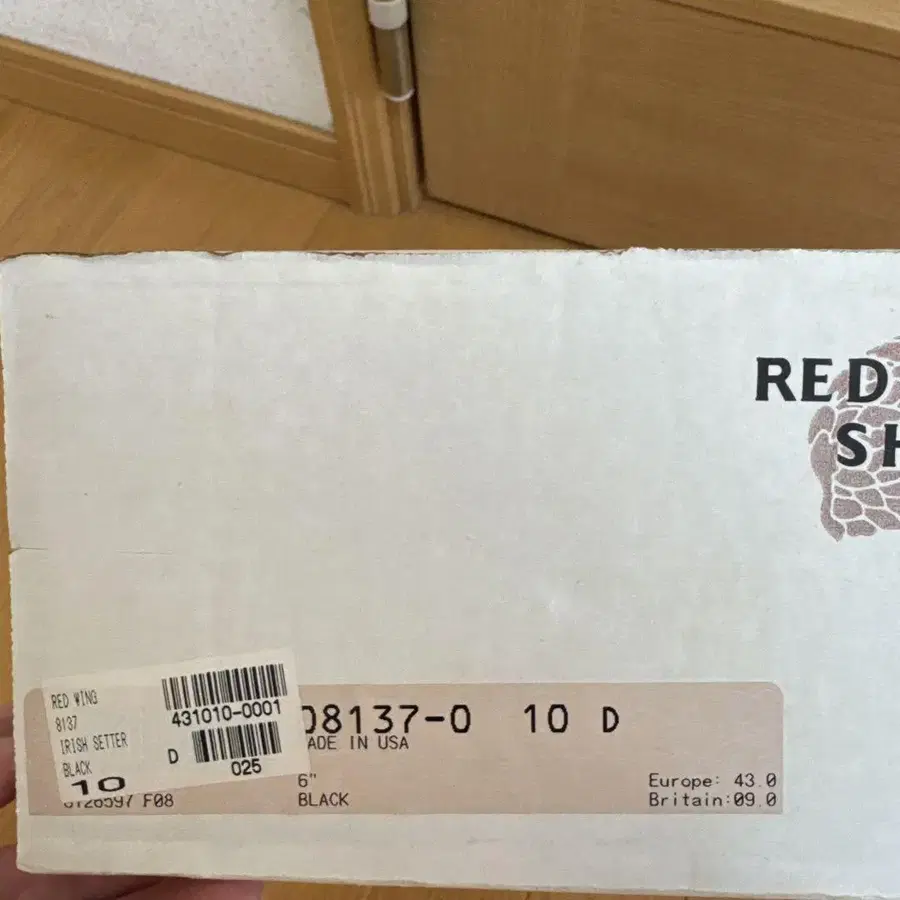 RED
SH
RED WING
8137
IRISH SETTER
BLACK
10
431010-0001
D
025
08137-0 10 D
ADE IN USA
6"
BLACK
F08
Europe: 43.0
Britain:09.0